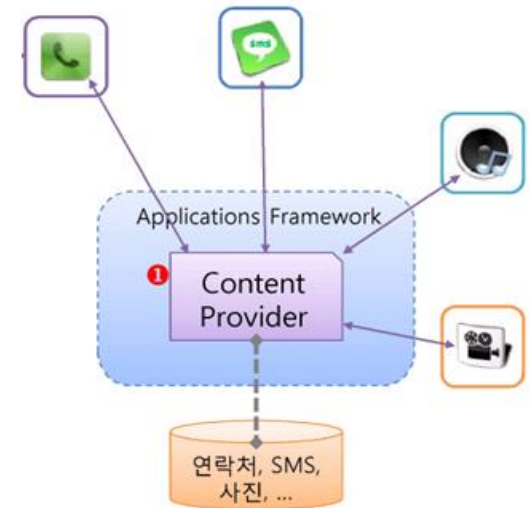 sms
Applications Framework
1
Content
Provider
연락처, SMS,
사진, ...